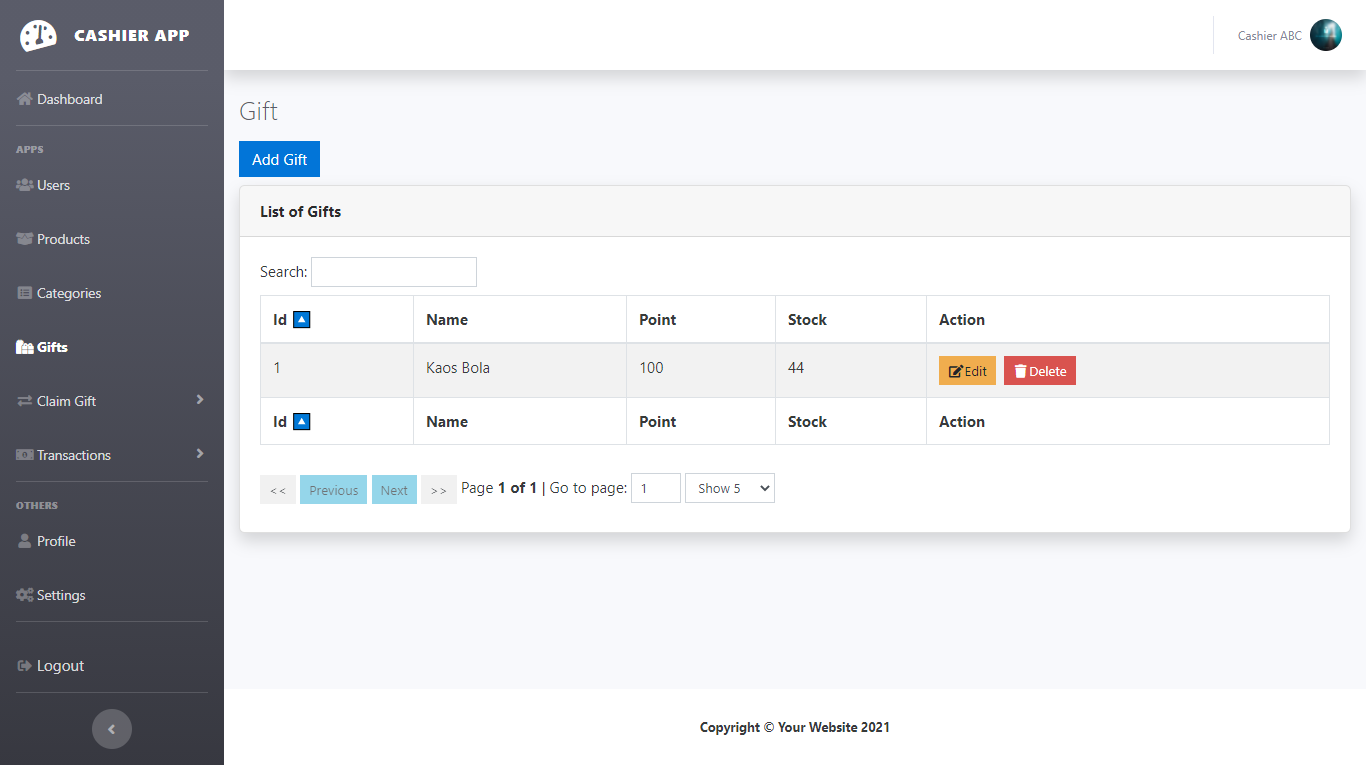 CASHIER APP
Cashier ABC
Dashboard
APPS
Users
Products
Categories
Gifts
Claim Gift
Transactions
OTHERS
Profile
Settings
Logout
Gift
Add Gift
List of Gifts
Search:
Id Name Point Stock Action
1 Kaos Bola 100 44 Edit Delete
Id Name Point Stock Action
<< Previous Next >> Page 1 of 1 | Go to page: 1 Show 5
Copyright © Your Website 2021